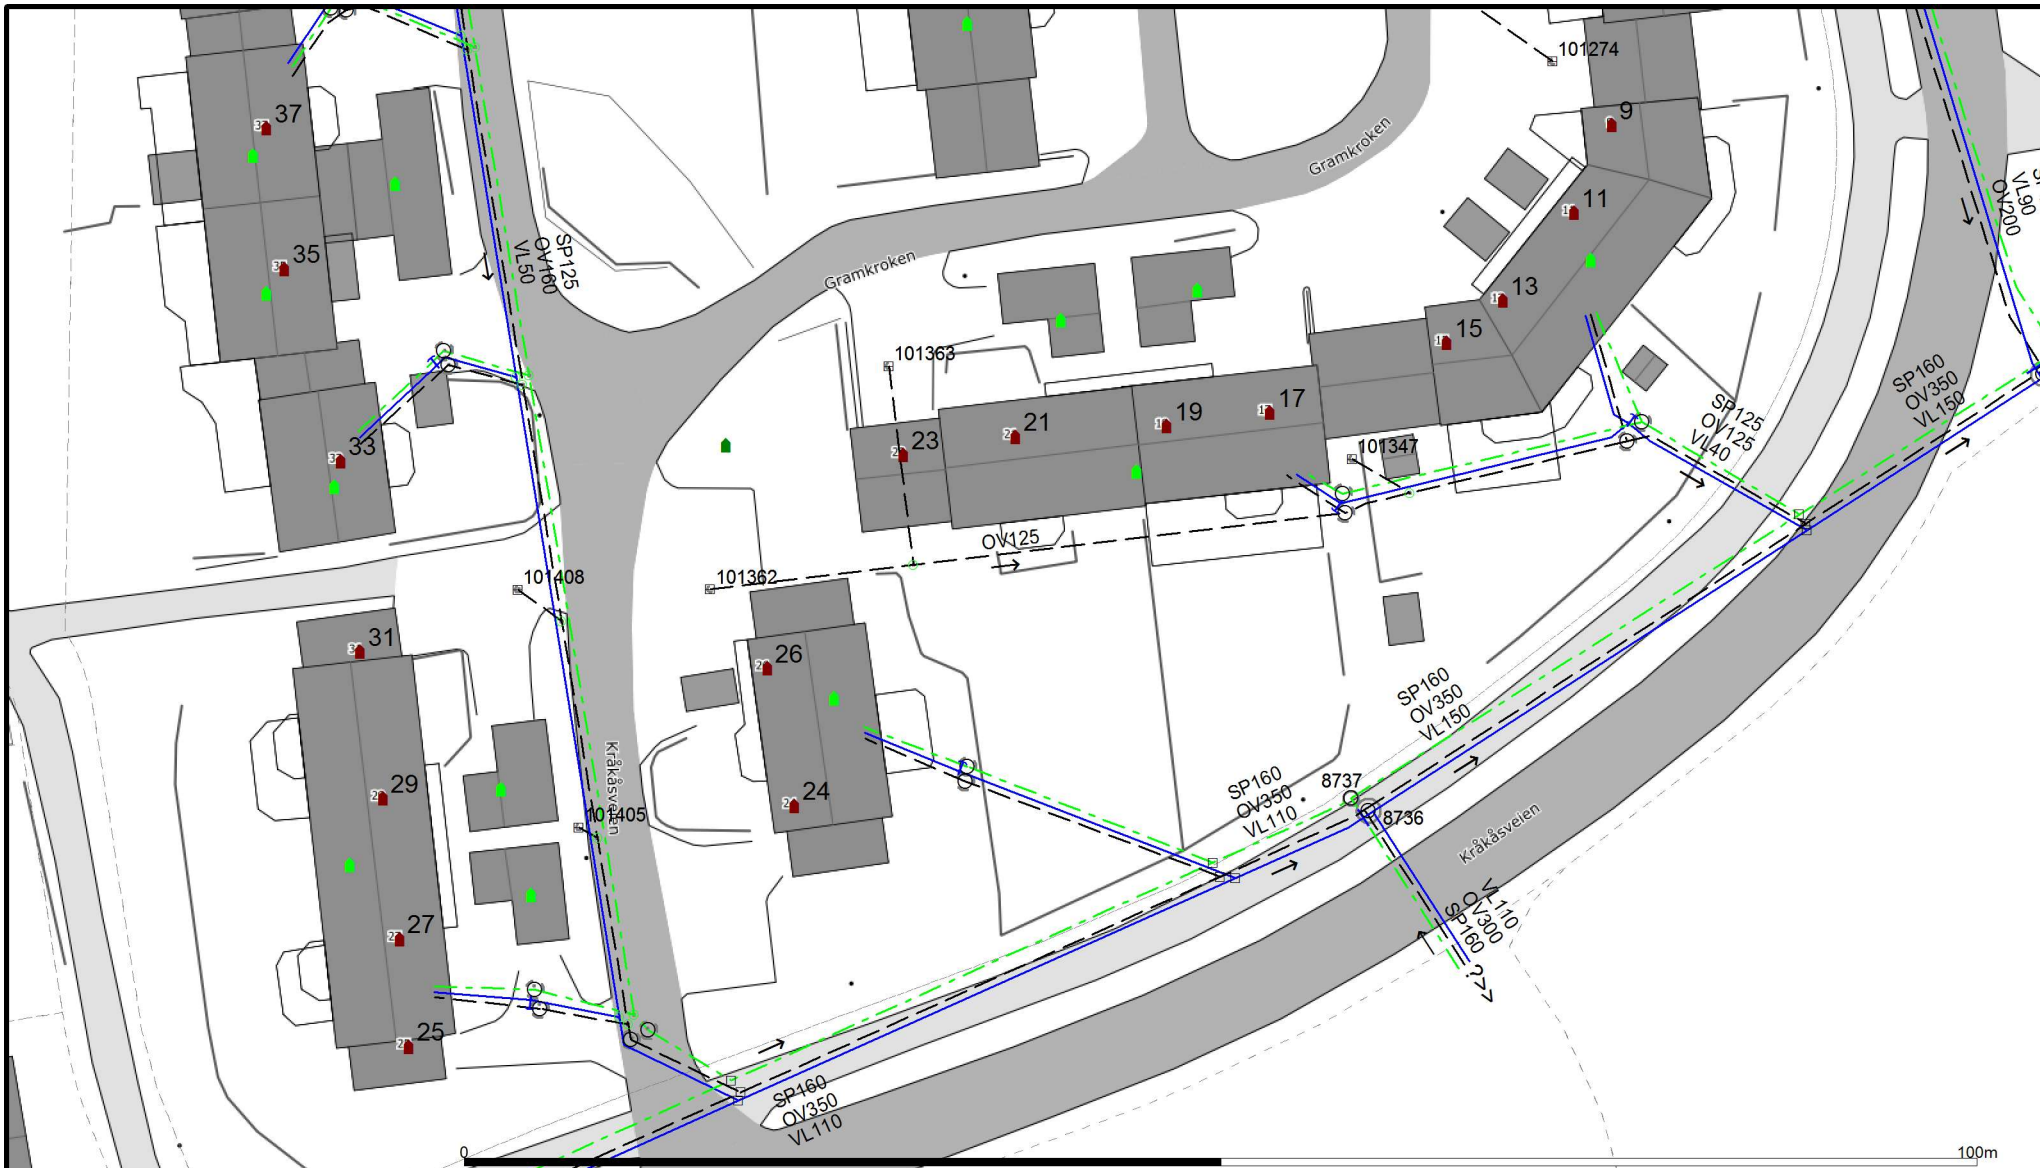 101274
9
37
Gramkroken
11
SP125
OV160
VL50
VL90
OV200
35
Gramkroken
13
15
101363
SP160
OV350
VL150
17
SP125
OV125
VL40
19
21
23
101347
33
OV125
101408
101362
31
26
SP160
OV350
VL150
Kråkåsveien
29
24
SP160
OV350
VL110
8737
8736
101405
Kråkåsveien
VL110
OV300
SP160
?>>
27
25
SP160
OV350
VL110
0
100m